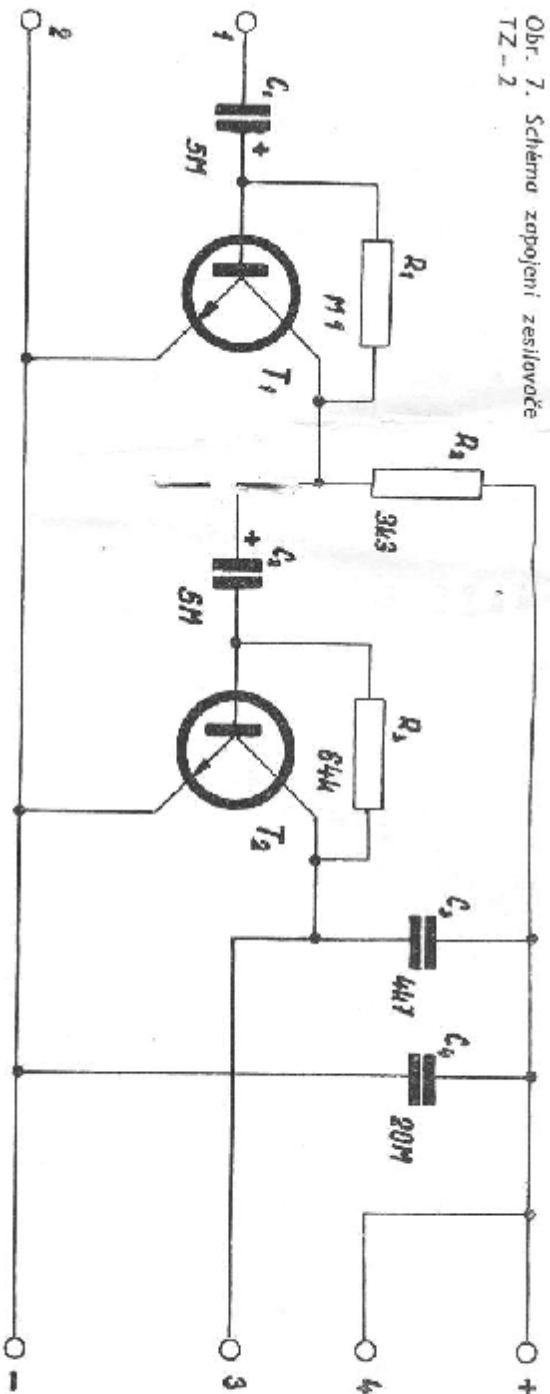 Obr. 7. Schéma zapojení zesilovače
TZ - 2
R₁
M1
R₂
3k3
C₃
4k7
C₄
20M
+
4
R₃
64k
1
C₁
+
5M
T₁
C₂
+
5M
T₂
3
2
-